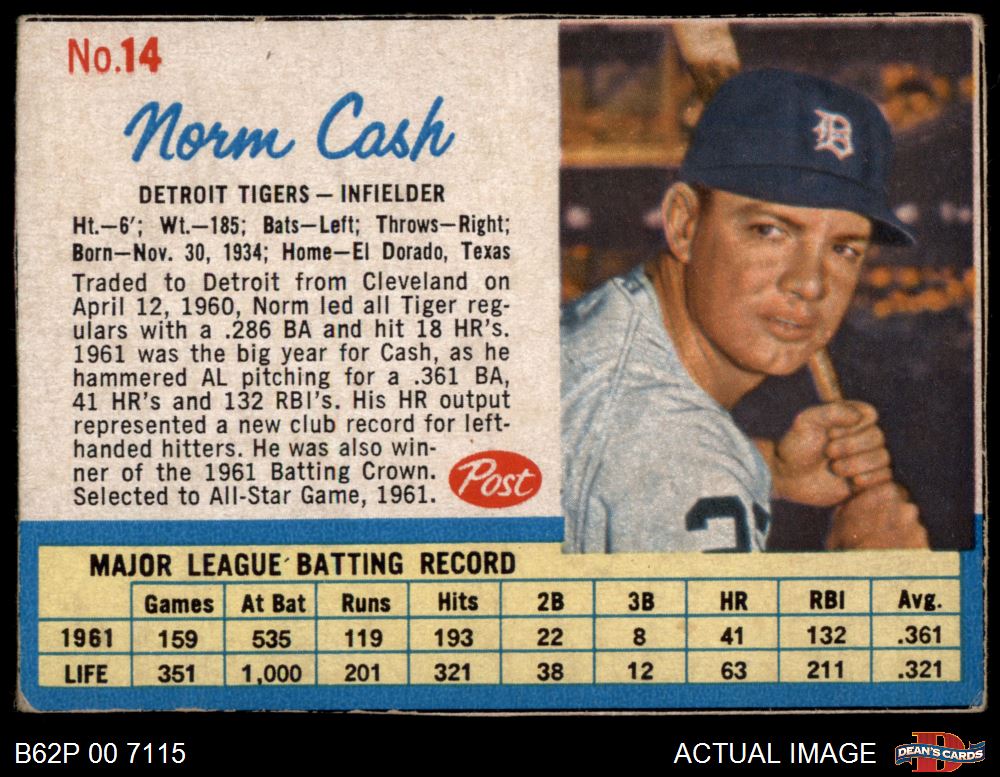 No.14
Norm Cash
DETROIT TIGERS — INFIELDER
Ht.—6'; Wt.—185; Bats—Left; Throws—Right;
Born—Nov. 30, 1934; Home—El Dorado, Texas
Traded to Detroit from Cleveland on
April 12, 1960, Norm led all Tiger reg-
ulars with a .286 BA and hit 18 HR's.
1961 was the big year for Cash, as he
hammered AL pitching for a .361 BA,
41 HR's and 132 RBI's. His HR output
represented a new club record for left-
handed hitters. He was also win-
ner of the 1961 Batting Crown.
Selected to All-Star Game, 1961.
Post
D
MAJOR LEAGUE BATTING RECORD
Games At Bat Runs Hits 2B 3B HR RBI Avg.
1961 159 535 119 193 22 8 41 132 .361
LIFE 351 1,000 201 321 38 12 63 211 .321
B62P 00 7115
ACTUAL IMAGE
DEAN'S CARDS